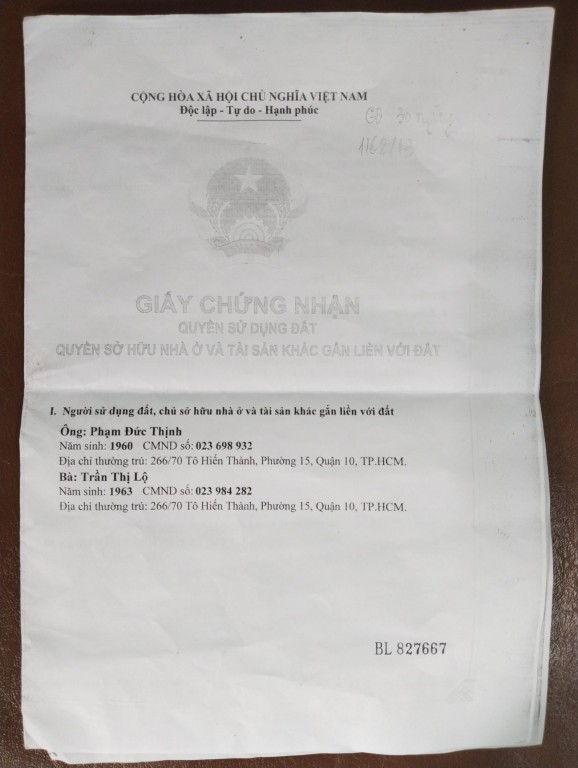 CỘNG HÒA XÃ HỘI CHỦ NGHĨA VIỆT NAM
Độc lập - Tự do - Hạnh phúc
GIẤY CHỨNG NHẬN
QUYỀN SỬ DỤNG ĐẤT
QUYỀN SỞ HỮU NHÀ Ở VÀ TÀI SẢN KHÁC GẮN LIỀN VỚI ĐẤT
I. Người sử dụng đất, chủ sở hữu nhà ở và tài sản khác gắn liền với đất
Ông: Phạm Đức Thịnh
Năm sinh: 1960 CMND số: 023 698 932
Địa chỉ thường trú: 266/70 Tô Hiến Thành, Phường 15, Quận 10, TP.HCM.
Bà: Trần Thị Lộ
Năm sinh: 1963 CMND số: 023 984 282
Địa chỉ thường trú: 266/70 Tô Hiến Thành, Phường 15, Quận 10, TP.HCM.
BL 827667